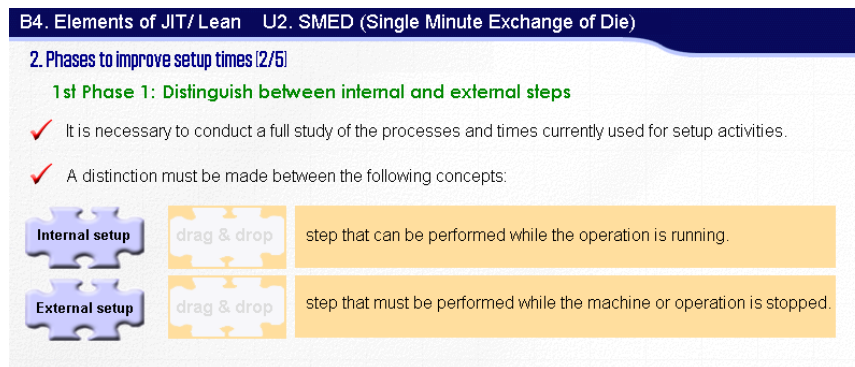 B4. Elements of JIT/ Lean U2. SMED (Single Minute Exchange of Die)
2. Phases to improve setup times [2/5]
1st Phase 1: Distinguish between internal and external steps
It is necessary to conduct a full study of the processes and times currently used for setup activities.
A distinction must be made between the following concepts:
Internal setup drag & drop step that can be performed while the operation is running.
External setup drag & drop step that must be performed while the machine or operation is stopped.